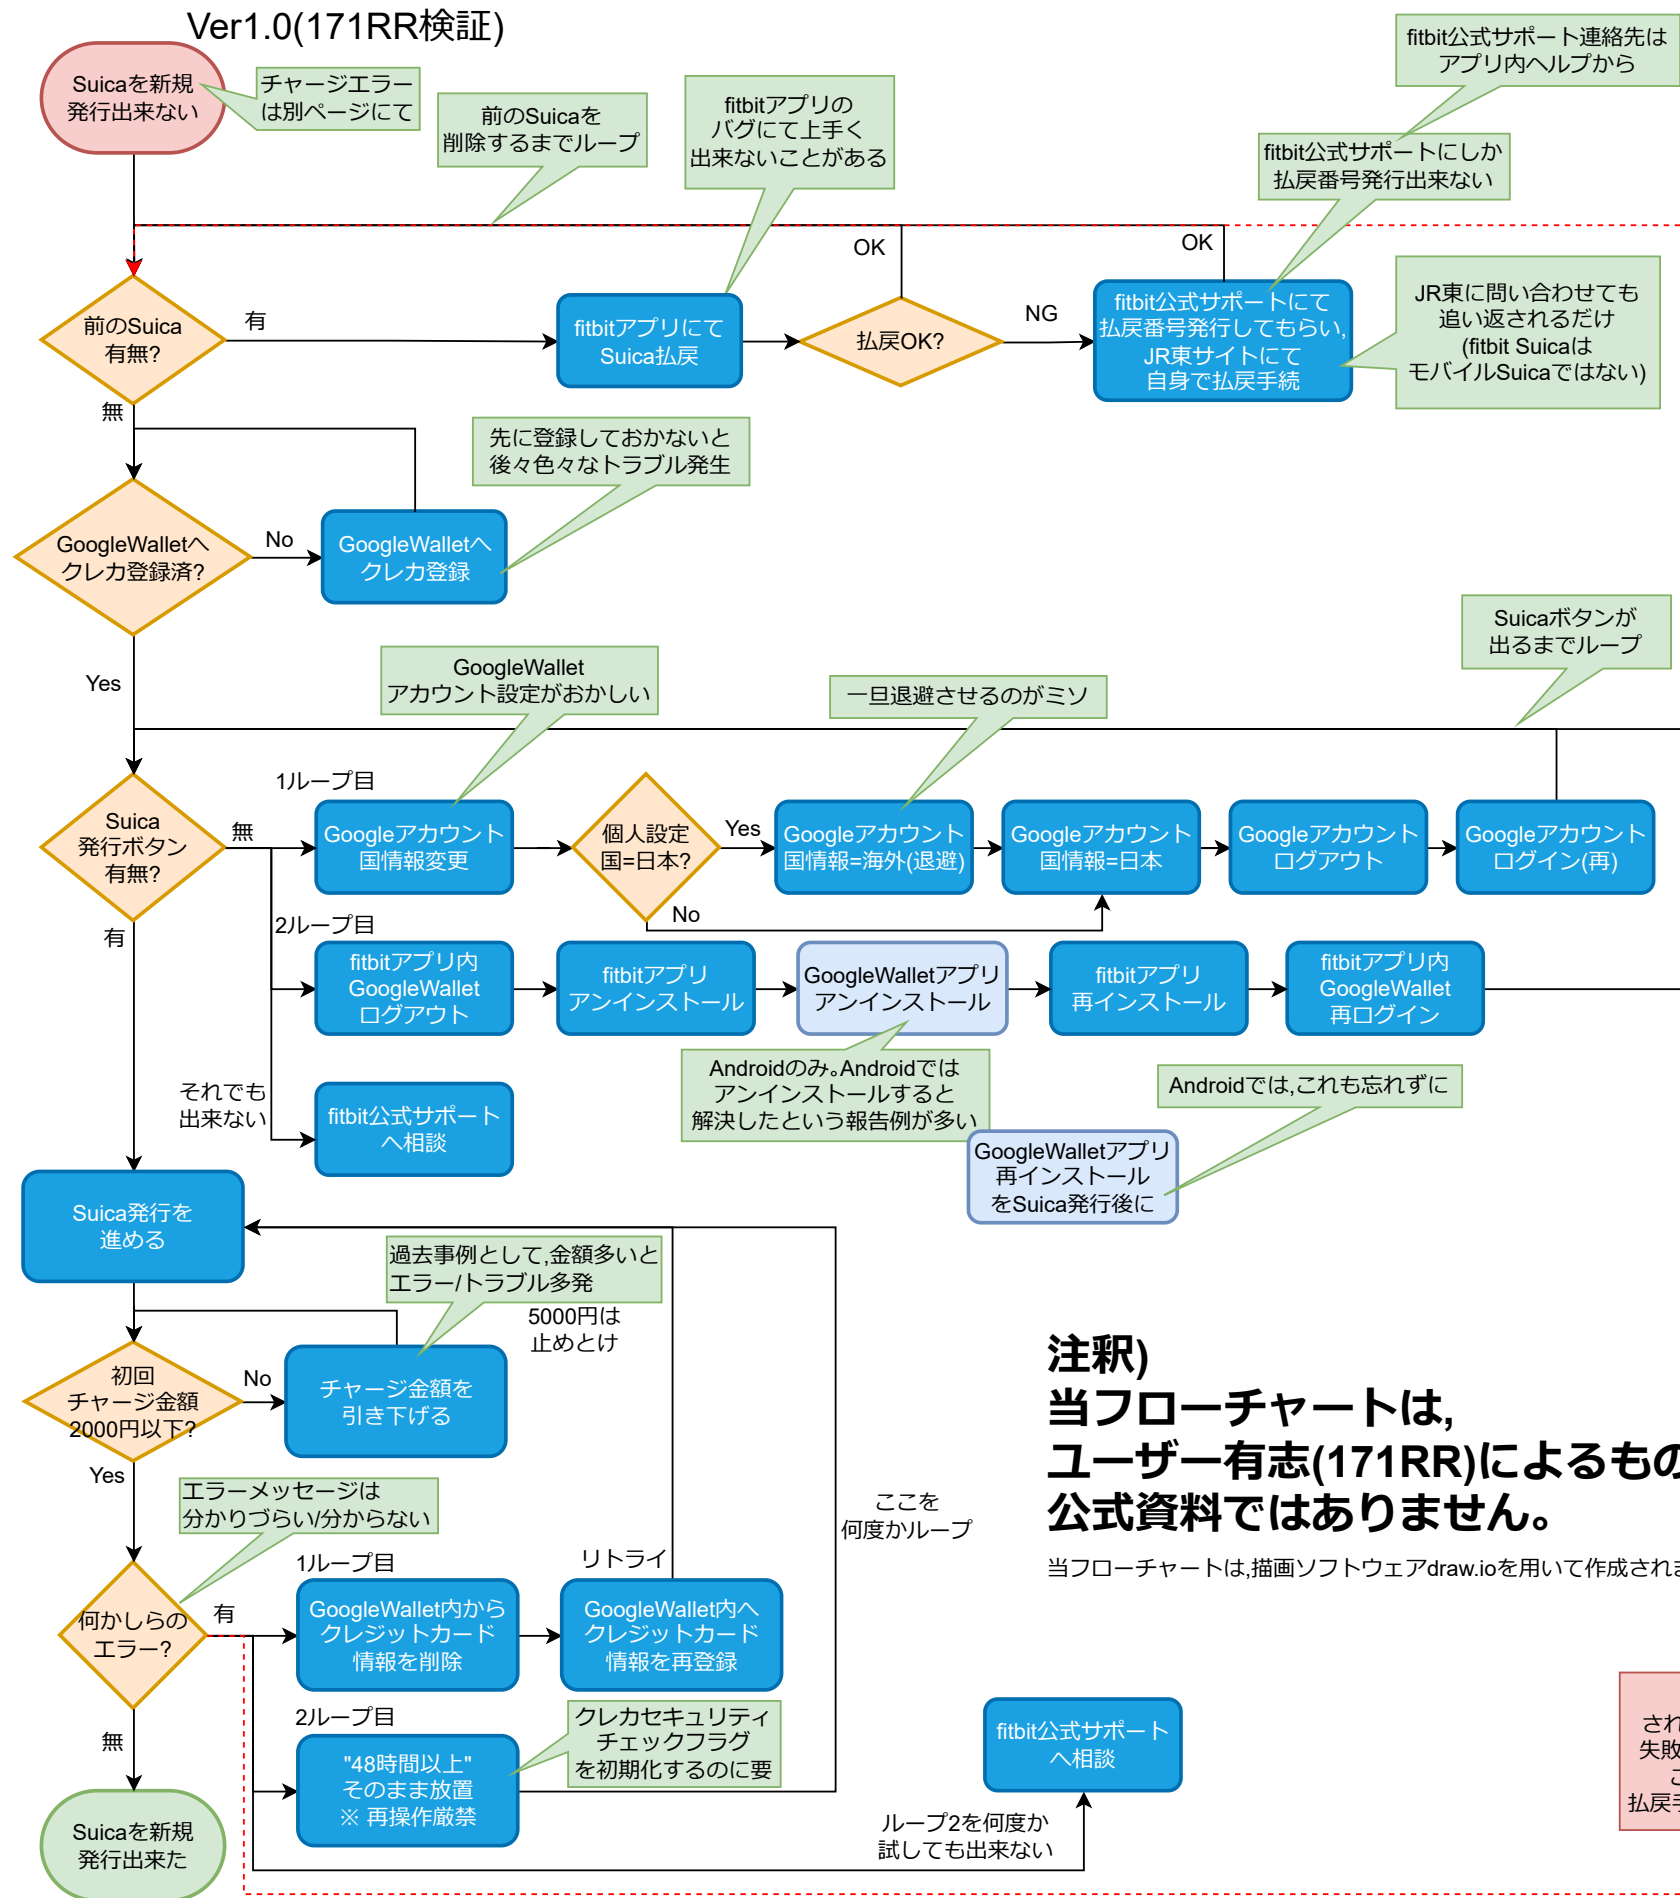 Ver1.0(171RR検証)
Suicaを新規
発行出来ない
チャージエラー
は別ページにて
前のSuicaを
削除するまでループ
fitbitアプリの
バグにて上手く
出来ないことがある
fitbit公式サポート連絡先は
アプリ内ヘルプから
fitbit公式サポートにしか
払戻番号発行出来ない
OK
OK
前のSuica
有無?
有
fitbitアプリにて
Suica払戻
払戻OK?
NG
fitbit公式サポートにて
払戻番号発行してもらい,
JR東サイトにて
自身で払戻手続
JR東に問い合わせても
追い返されるだけ
(fitbit Suicaは
モバイルSuicaではない)
無
先に登録しておかないと
後々色々なトラブル発生
GoogleWalletへ
クレカ登録済?
No
GoogleWalletへ
クレカ登録
Yes
GoogleWallet
アカウント設定がおかしい
一旦退避させるのがミソ
Suicaボタンが
出るまでループ
Suica
発行ボタン
有無?
無
1ループ目
Googleアカウント
国情報変更
個人設定
国=日本?
Yes
Googleアカウント
国情報=海外(退避)
Googleアカウント
国情報=日本
Googleアカウント
ログアウト
Googleアカウント
ログイン(再)
No
有
2ループ目
fitbitアプリ内
GoogleWallet
ログアウト
fitbitアプリ
アンインストール
GoogleWalletアプリ
アンインストール
fitbitアプリ
再インストール
fitbitアプリ内
GoogleWallet
再ログイン
Androidのみ。Androidでは
アンインストールすると
解決したという報告例が多い
Androidでは,これも忘れずに
それでも
出来ない
fitbit公式サポート
へ相談
GoogleWalletアプリ
再インストール
をSuica発行後に
Suica発行を
進める
過去事例として,金額多いと
エラー/トラブル多発
5000円は
止めとけ
初回
チャージ金額
2000円以下?
No
チャージ金額を
引き下げる
Yes
注釈)
当フローチャートは,
ユーザー有志(171RR)によるもの
公式資料ではありません。
当フローチャートは,描画ソフトウェアdraw.ioを用いて作成されま
エラーメッセージは
分かりづらい/分からない
ここを
何度かループ
何かしらの
エラー?
有
1ループ目
リトライ
GoogleWallet内から
クレジットカード
情報を削除
GoogleWallet内へ
クレジットカード
情報を再登録
無
2ループ目
"48時間以上"
そのまま放置
※ 再操作厳禁
クレカセキュリティ
チェックフラグ
を初期化するのに要
fitbit公式サポート
へ相談
ループ2を何度か
試しても出来ない
Suicaを新規
発行出来た
され
失敗
こ
払戻手